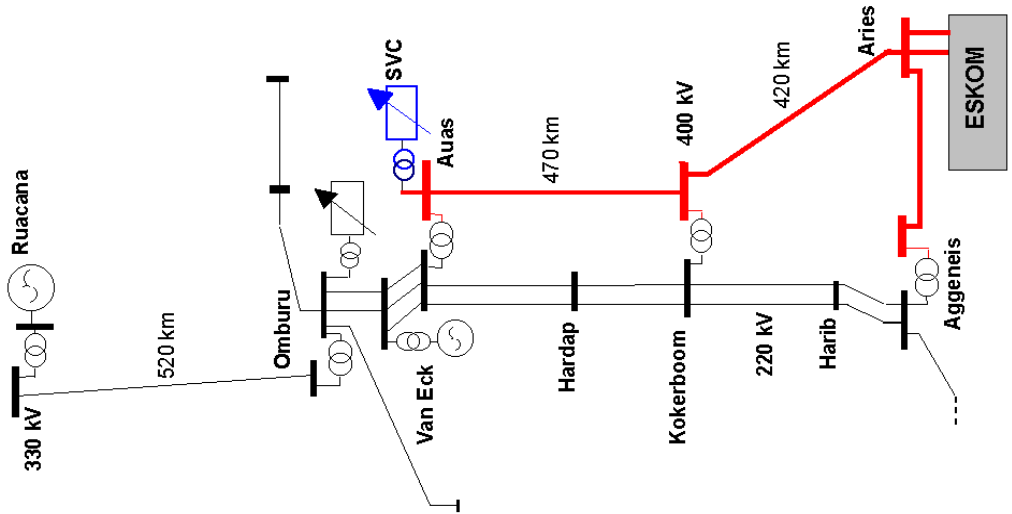 Ruacana
330 kV
520 km
Omburu
SVC
Auas
Van Eck
470 km
Hardap
400 kV
Kokerboom
420 km
220 kV
Harib
Aries
Aggeneis
ESKOM